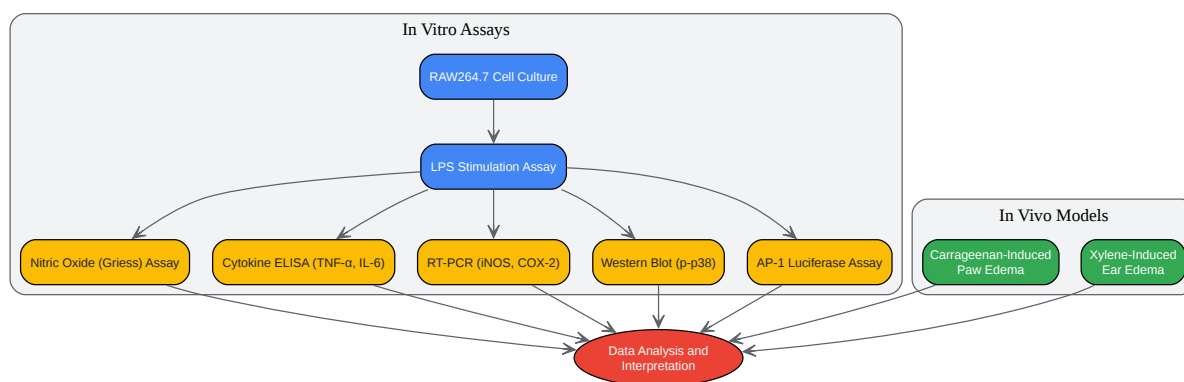 In Vitro Assays
RAW264.7 Cell Culture
LPS Stimulation Assay
In Vivo Models
Nitric Oxide (Griess) Assay
Cytokine ELISA (TNF-α, IL-6)
RT-PCR (iNOS, COX-2)
Western Blot (p-p38)
AP-1 Luciferase Assay
Carrageenan-Induced
Paw Edema
Xylene-Induced
Ear Edema
Data Analysis and
Interpretation